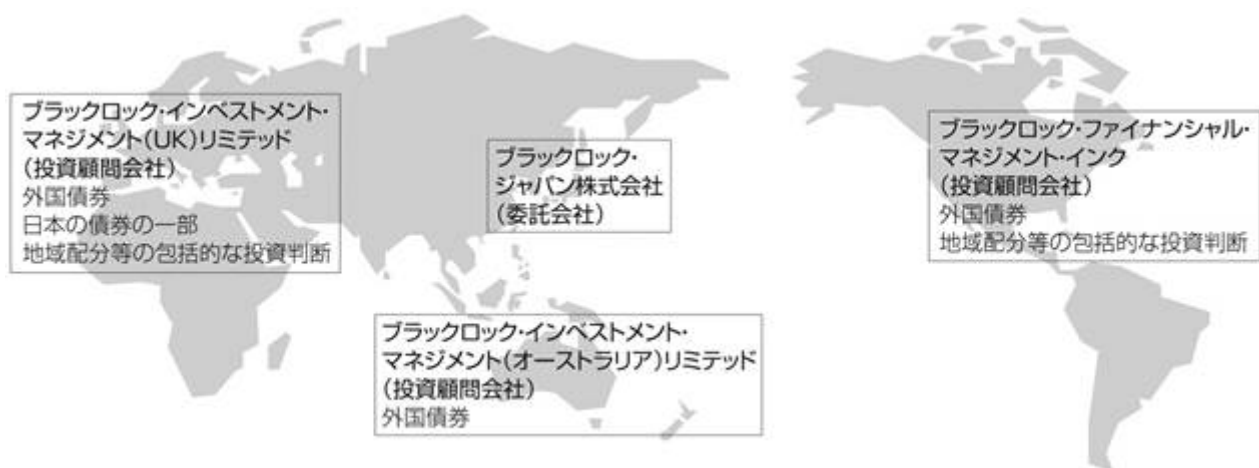 ブラックロック・インベストメント・
マネジメント(UK)リミテッド
(投資顧問会社)
外国債券
日本の債券の一部
地域配分等の包括的な投資判断
ブラックロック・
ジャパン株式会社
(委託会社)
ブラックロック・ファイナンシャル・
マネジメント・インク
(投資顧問会社)
外国債券
地域配分等の包括的な投資判断
ブラックロック・インベストメント・
マネジメント(オーストラリア)リミテッド
(投資顧問会社)
外国債券